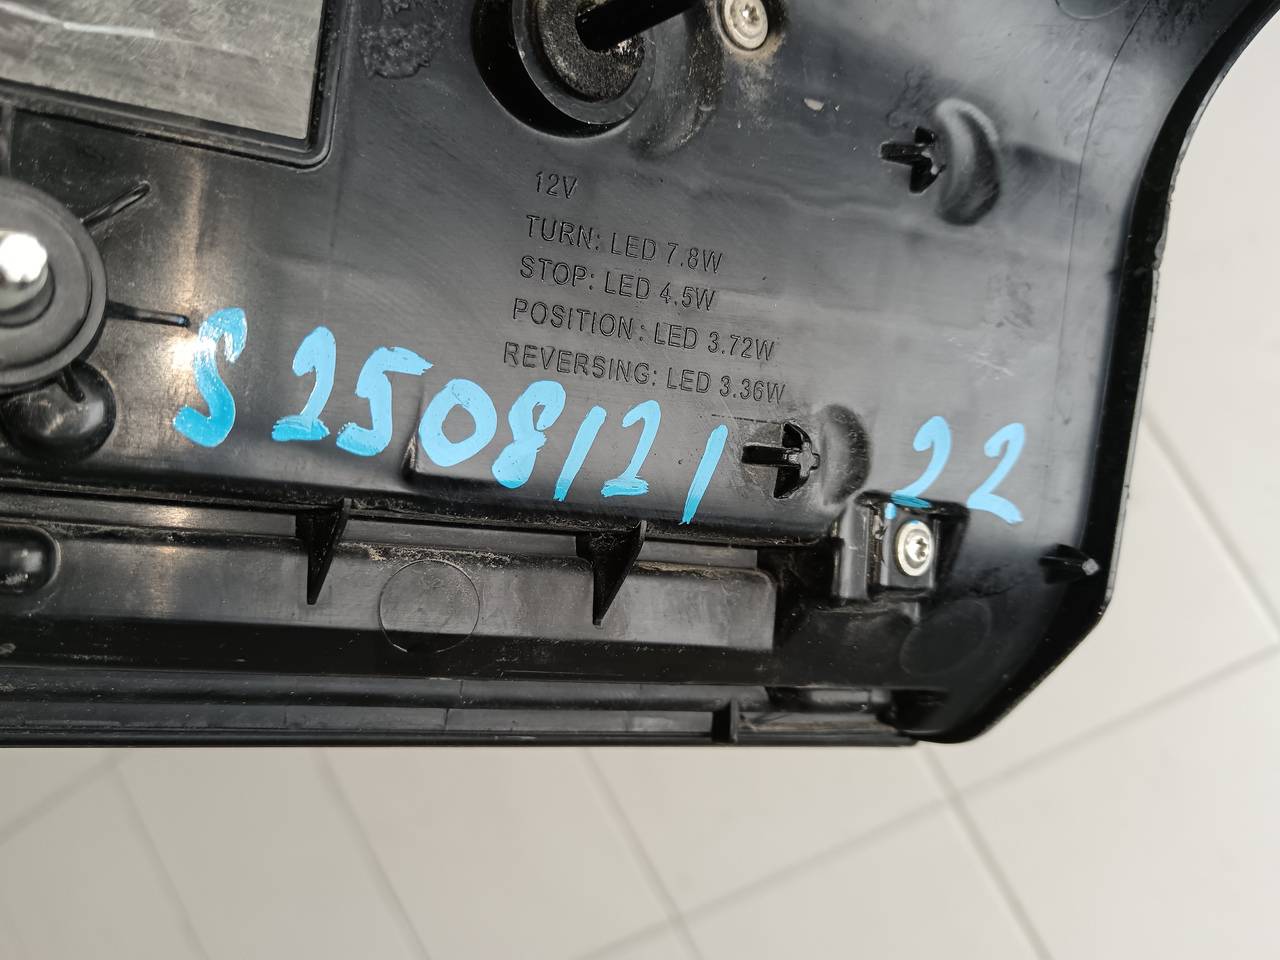 12V
TURN: LED 7.8W
STOP: LED 4.5W
POSITION: LED 3.72W
REVERSING: LED 3.36W
S 2508121 22